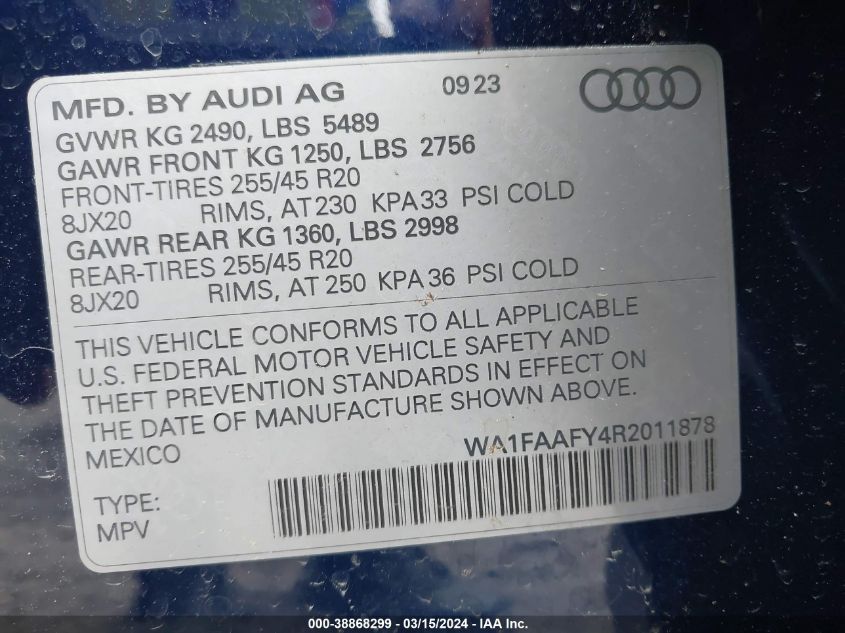 MFD. BY AUDI AG 09 23
GVWR KG 2490, LBS 5489
GAWR FRONT KG 1250, LBS 2756
FRONT-TIRES 255/45 R20
8JX20 RIMS, AT 230 KPA 33 PSI COLD
GAWR REAR KG 1360, LBS 2998
REAR-TIRES 255/45 R20
8JX20 RIMS, AT 250 KPA 36 PSI COLD
THIS VEHICLE CONFORMS TO ALL APPLICABLE
U.S. FEDERAL MOTOR VEHICLE SAFETY AND
THEFT PREVENTION STANDARDS IN EFFECT ON
THE DATE OF MANUFACTURE SHOWN ABOVE.
MEXICO WA1FAAFY4R2011878
TYPE:
MPV
000-38868299 - 03/15/2024 - IAA Inc.